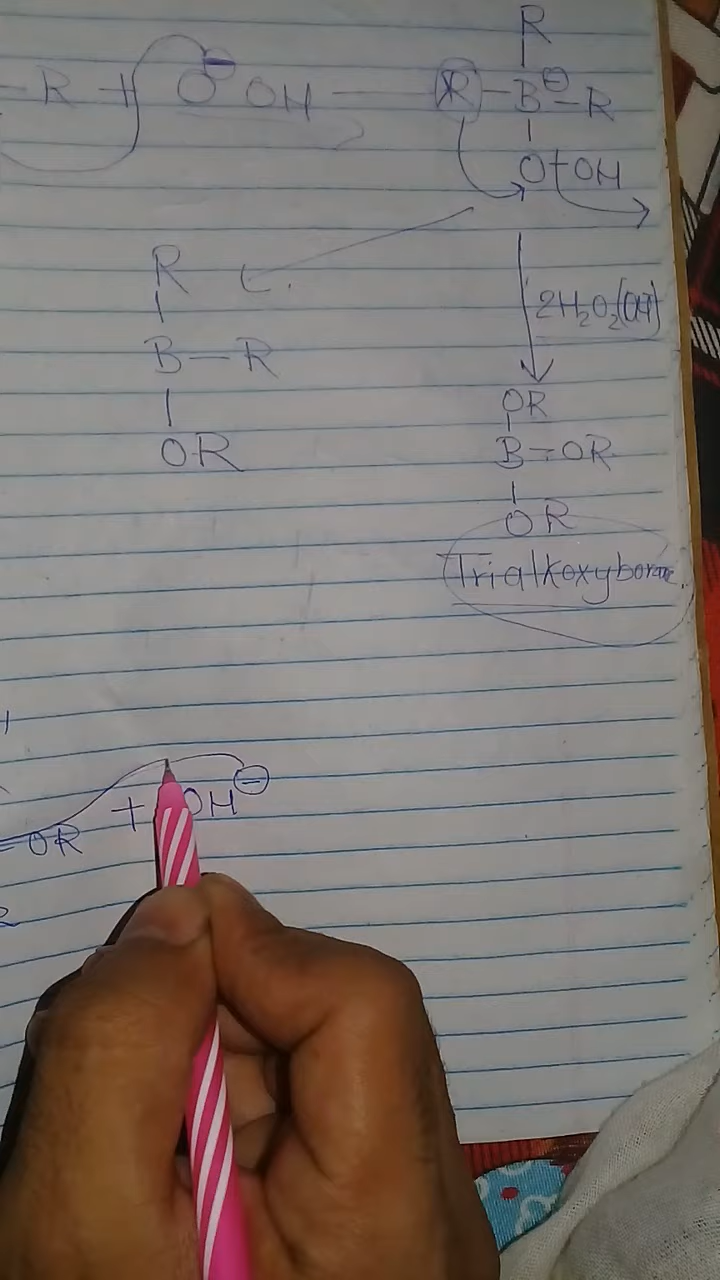 R
- R + O⊖ OH — R - B⊖ - R
O + OH
2H2O2(OH)
R
B - R
OR
OR
B - OR
OR
Trialkoxyborane
- OR + OH⊖